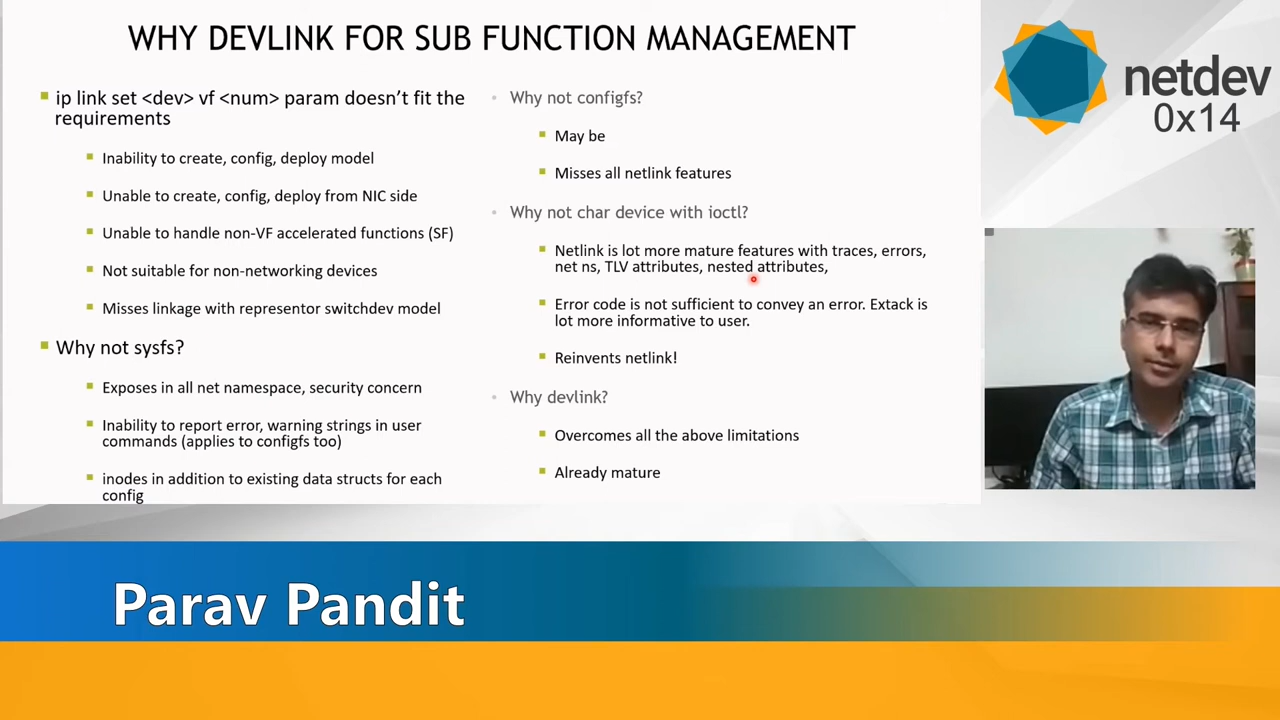 WHY DEVLINK FOR SUB FUNCTION MANAGEMENT
ip link set <dev> vf <num> param doesn't fit the
requirements
Inability to create, config, deploy model
Unable to create, config, deploy from NIC side
Unable to handle non-VF accelerated functions (SF)
Not suitable for non-networking devices
Misses linkage with representor switchdev model
Why not sysfs?
Exposes in all net namespace, security concern
Inability to report error, warning strings in user
commands (applies to configfs too)
inodes in addition to existing data structs for each
config
Why not configfs?
May be
Misses all netlink features
Why not char device with ioctl?
Netlink is lot more mature features with traces, errors,
net ns, TLV attributes, nested attributes,
Error code is not sufficient to convey an error. Extack is
lot more informative to user.
Reinvents netlink!
Why devlink?
Overcomes all the above limitations
Already mature
netdev
0x14
Parav Pandit